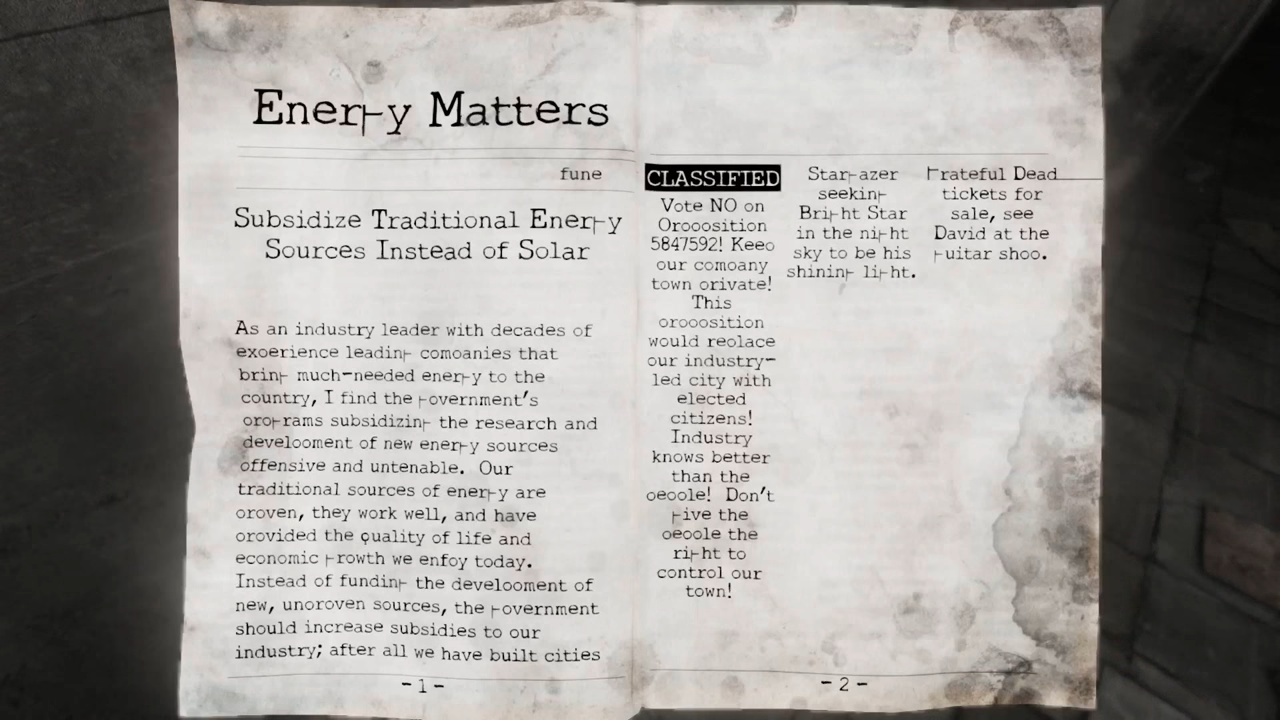 Ener⊢y Matters
fune
Subsidize Traditional Ener⊢y
Sources Instead of Solar
As an industry leader with decades of
exoerience leadin⊢ comoanies that
brin⊢ much-needed ener⊢y to the
country, I find the ⊢overnment's
oro⊢rams subsidizin⊢ the research and
develooment of new ener⊢y sources
offensive and untenable. Our
traditional sources of ener⊢y are
oroven, they work well, and have
orovided the çuality of life and
economic ⊢rowth we enfoy today.
Instead of fundin⊢ the develooment of
new, unoroven sources, the ⊢overnment
should increase subsidies to our
industry; after all we have built cities
-1-
CLASSIFIED
Vote NO on
Orooosition
5847592! Keeo
our comoany
town orivate!
This
orooosition
would reolace
our industry-
led city with
elected
citizens!
Industry
knows better
than the
oeoole! Don't
⊢ive the
oeoole the
ri⊢ht to
control our
town!
Star⊢azer
seekin⊢
Bri⊢ht Star
in the ni⊢ht
sky to be his
shinin⊢ li⊢ht.
⊢rateful Dead
tickets for
sale, see
David at the
⊢uitar shoo.
-2-